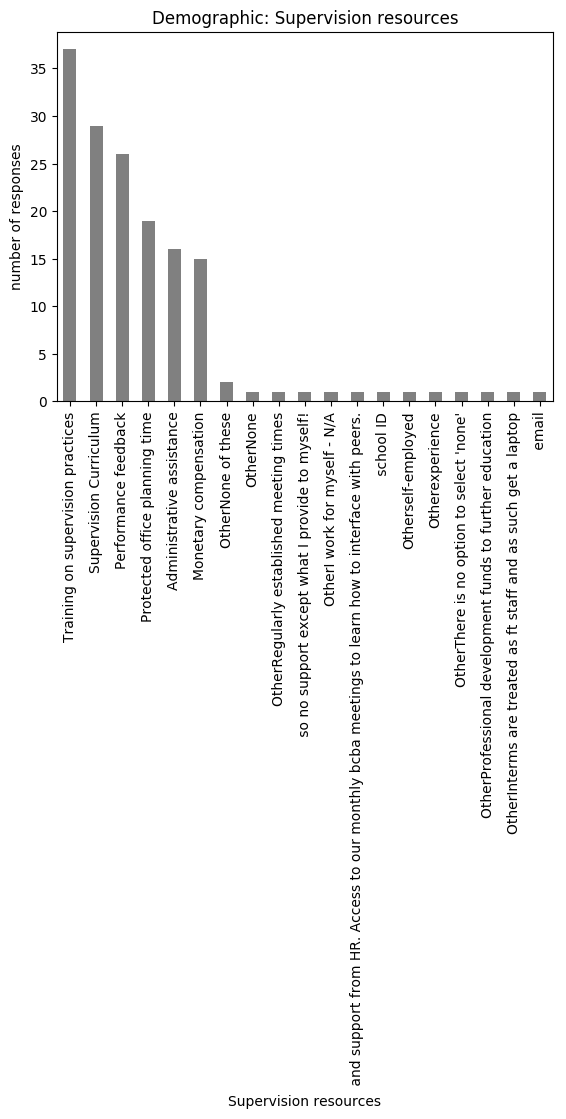 Demographic: Supervision resources
number of responses
35
30
25
20
15
10
5
0
Training on supervision practices
Supervision Curriculum
Performance feedback
Protected office planning time
Administrative assistance
Monetary compensation
OtherNone of these
OtherNone
OtherRegularly established meeting times
so no support except what I provide to myself!
OtherI work for myself - N/A
and support from HR. Access to our monthly bcba meetings to learn how to interface with peers.
school ID
Otherself-employed
Otherexperience
OtherThere is no option to select 'none'
OtherProfessional development funds to further education
OtherInterms are treated as ft staff and as such get a laptop
email
Supervision resources